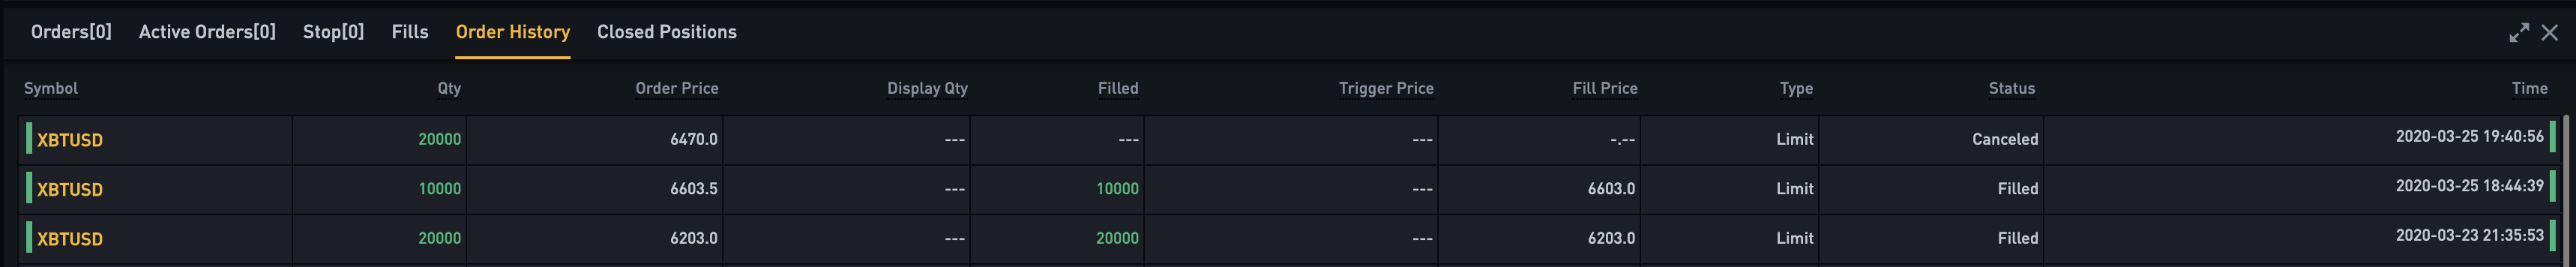 Orders[0] Active Orders[0] Stop[0] Fills Order History Closed Positions
Symbol Qty Order Price Display Qty Filled Trigger Price Fill Price Type Status Time
XBTUSD 20000 6470.0 --- --- --- -.-- Limit Canceled 2020-03-25 19:40:56
XBTUSD 10000 6603.5 --- 10000 --- 6603.0 Limit Filled 2020-03-25 18:44:39
XBTUSD 20000 6203.0 --- 20000 --- 6203.0 Limit Filled 2020-03-23 21:35:53